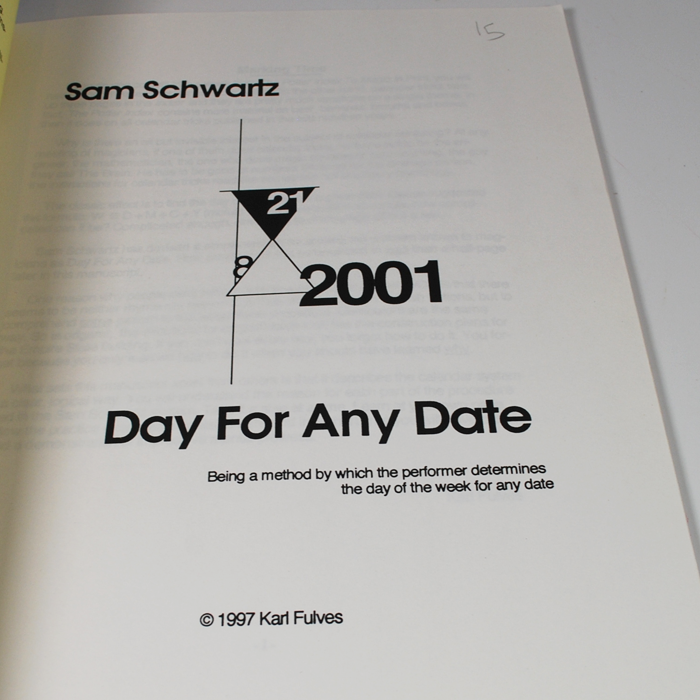 15
Sam Schwartz
21
8
2001
Day For Any Date
Being a method by which the performer determines
the day of the week for any date
© 1997 Karl Fulves